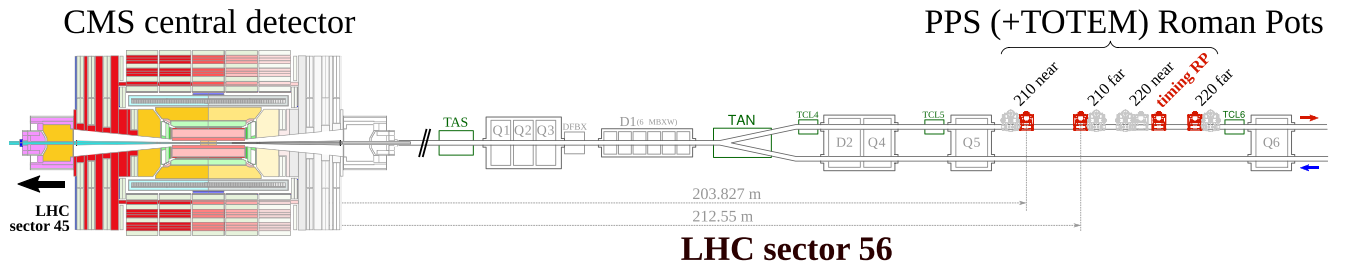 CMS central detector
PPS (+TOTEM) Roman Pots
210 near
210 far
220 near
timing RP
220 far
TAS
Q1 Q2 Q3
DFBX
D1(6 MBXW)
TAN
TCL4
D2 Q4
TCL5
Q5
TCL6
Q6
LHC
sector 45
203.827 m
212.55 m
LHC sector 56